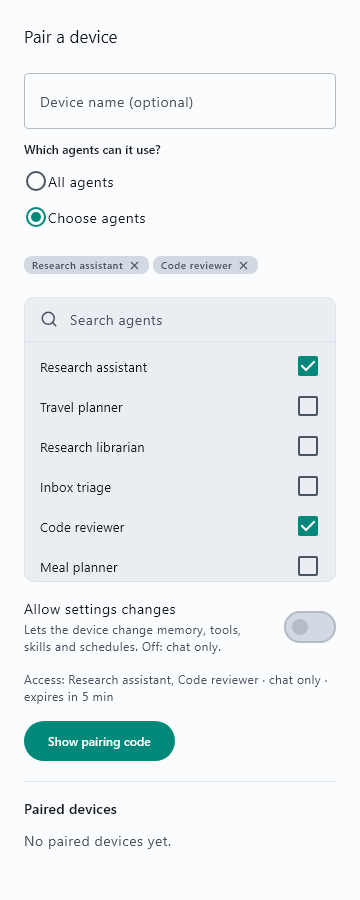 Pair a device
Device name (optional)
Which agents can it use?
All agents
Choose agents
Research assistant
Code reviewer
Search agents
Research assistant
Travel planner
Research librarian
Inbox triage
Code reviewer
Meal planner
Allow settings changes
Lets the device change memory, tools,
skills and schedules. Off: chat only.
Access: Research assistant, Code reviewer · chat only ·
expires in 5 min
Show pairing code
Paired devices
No paired devices yet.